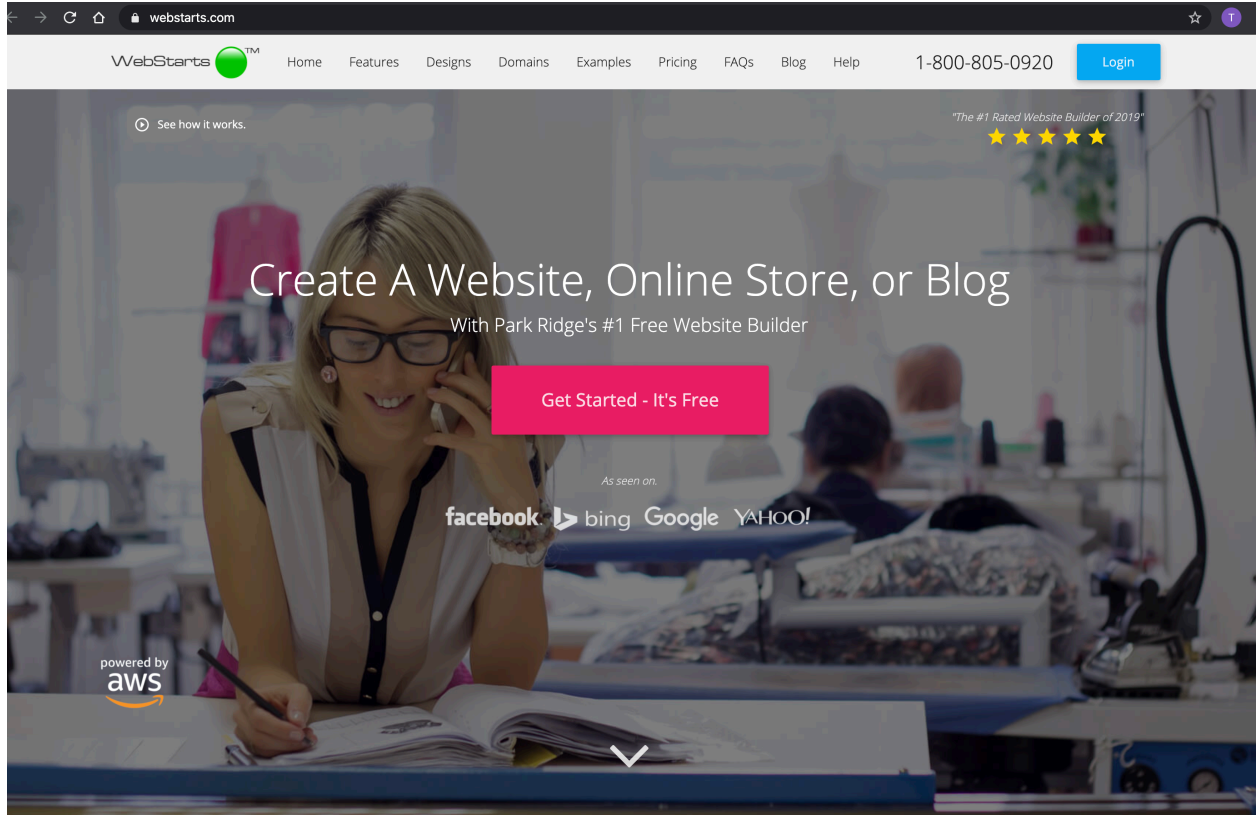 webstarts.com
T
WebStarts™
Home Features Designs Domains Examples Pricing FAQs Blog Help 1-800-805-0920 Login
See how it works.
"The #1 Rated Website Builder of 2019"
Create A Website, Online Store, or Blog
With Park Ridge's #1 Free Website Builder
Get Started - It's Free
As seen on.
facebook. bing Google YAHOO!
powered by
aws